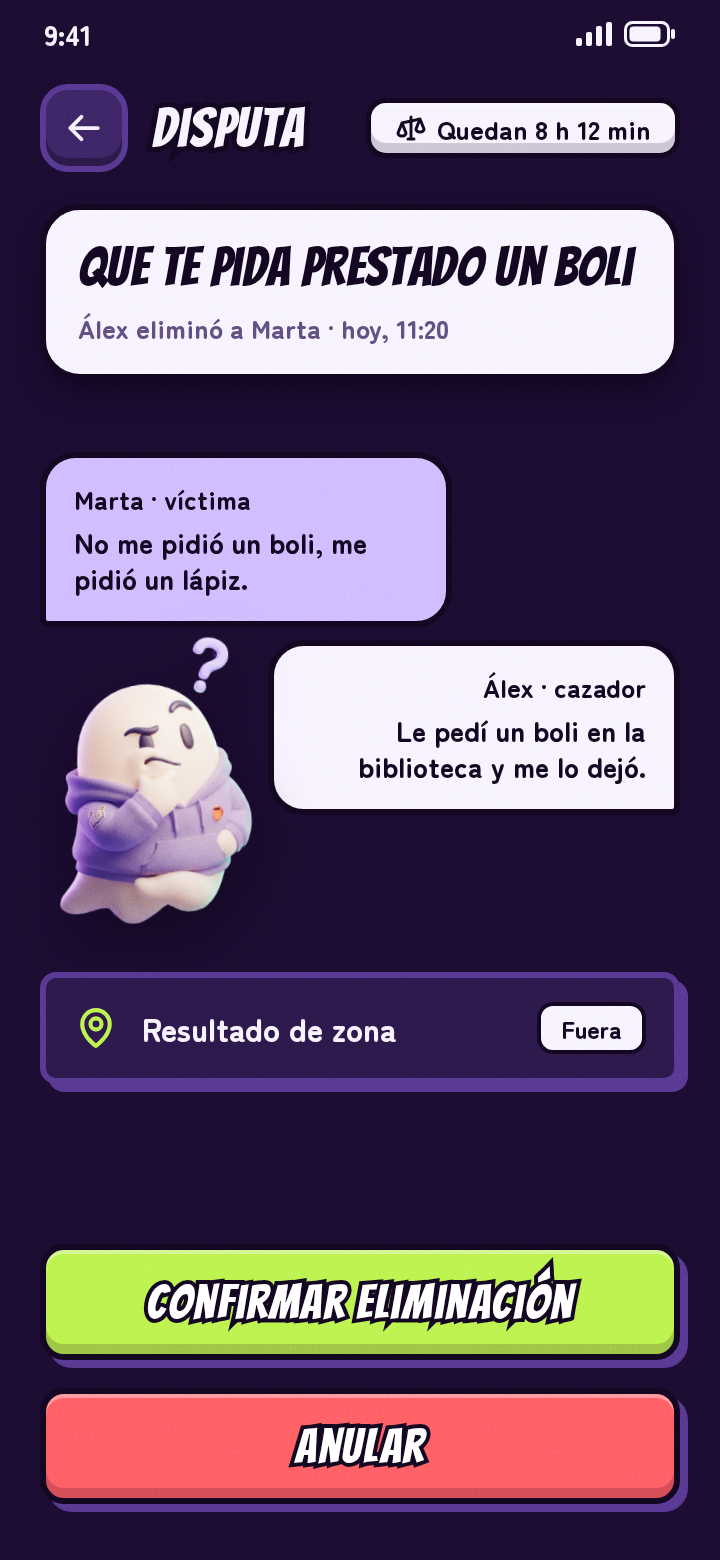 9:41
DISPUTA
Quedan 8 h 12 min
QUE TE PIDA PRESTADO UN BOLI
Álex eliminó a Marta · hoy, 11:20
Marta · víctima
No me pidió un boli, me
pidió un lápiz.
?
Álex · cazador
Le pedí un boli en la
biblioteca y me lo dejó.
Resultado de zona
Fuera
CONFIRMAR ELIMINACIÓN
ANULAR